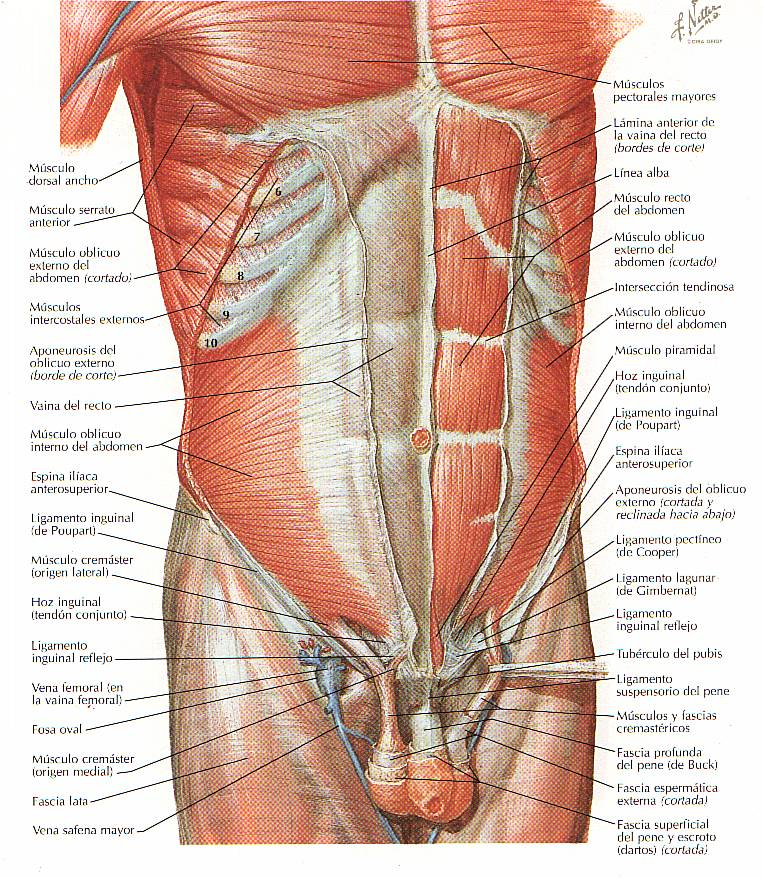 F. Netter
M.D.
©CIBA-GEIGY
Músculos
pectorales mayores
Lámina anterior de
la vaina del recto
(bordes de corte)
Línea alba
Músculo recto
del abdomen
Músculo oblicuo
externo del
abdomen (cortado)
Intersección tendinosa
Músculo oblicuo
interno del abdomen
Músculo piramidal
Hoz inguinal
(tendón conjunto)
Ligamento inguinal
(de Poupart)
Espina ilíaca
anterosuperior
Aponeurosis del oblicuo
externo (cortada y
reclinada hacia abajo)
Ligamento pectíneo
(de Cooper)
Ligamento lagunar
(de Gimbernat)
Ligamento
inguinal reflejo
Tubérculo del pubis
Ligamento
suspensorio del pene
Músculos y fascias
cremastéricos
Fascia profunda
del pene (de Buck)
Fascia espermática
externa (cortada)
Fascia superficial
del pene y escroto
(dartos) (cortada)
Músculo
dorsal ancho
Músculo serrato
anterior
Músculo oblicuo
externo del
abdomen (cortado)
Músculos
intercostales externos
Aponeurosis del
oblicuo externo
(borde de corte)
Vaina del recto
Músculo oblicuo
interno del abdomen
Espina ilíaca
anterosuperior
Ligamento inguinal
(de Poupart)
Músculo cremáster
(origen lateral)
Hoz inguinal
(tendón conjunto)
Ligamento
inguinal reflejo
Vena femoral (en
la vaina femoral)
Fosa oval
Músculo cremáster
(origen medial)
Fascia lata
Vena safena mayor
6
7
8
9
10